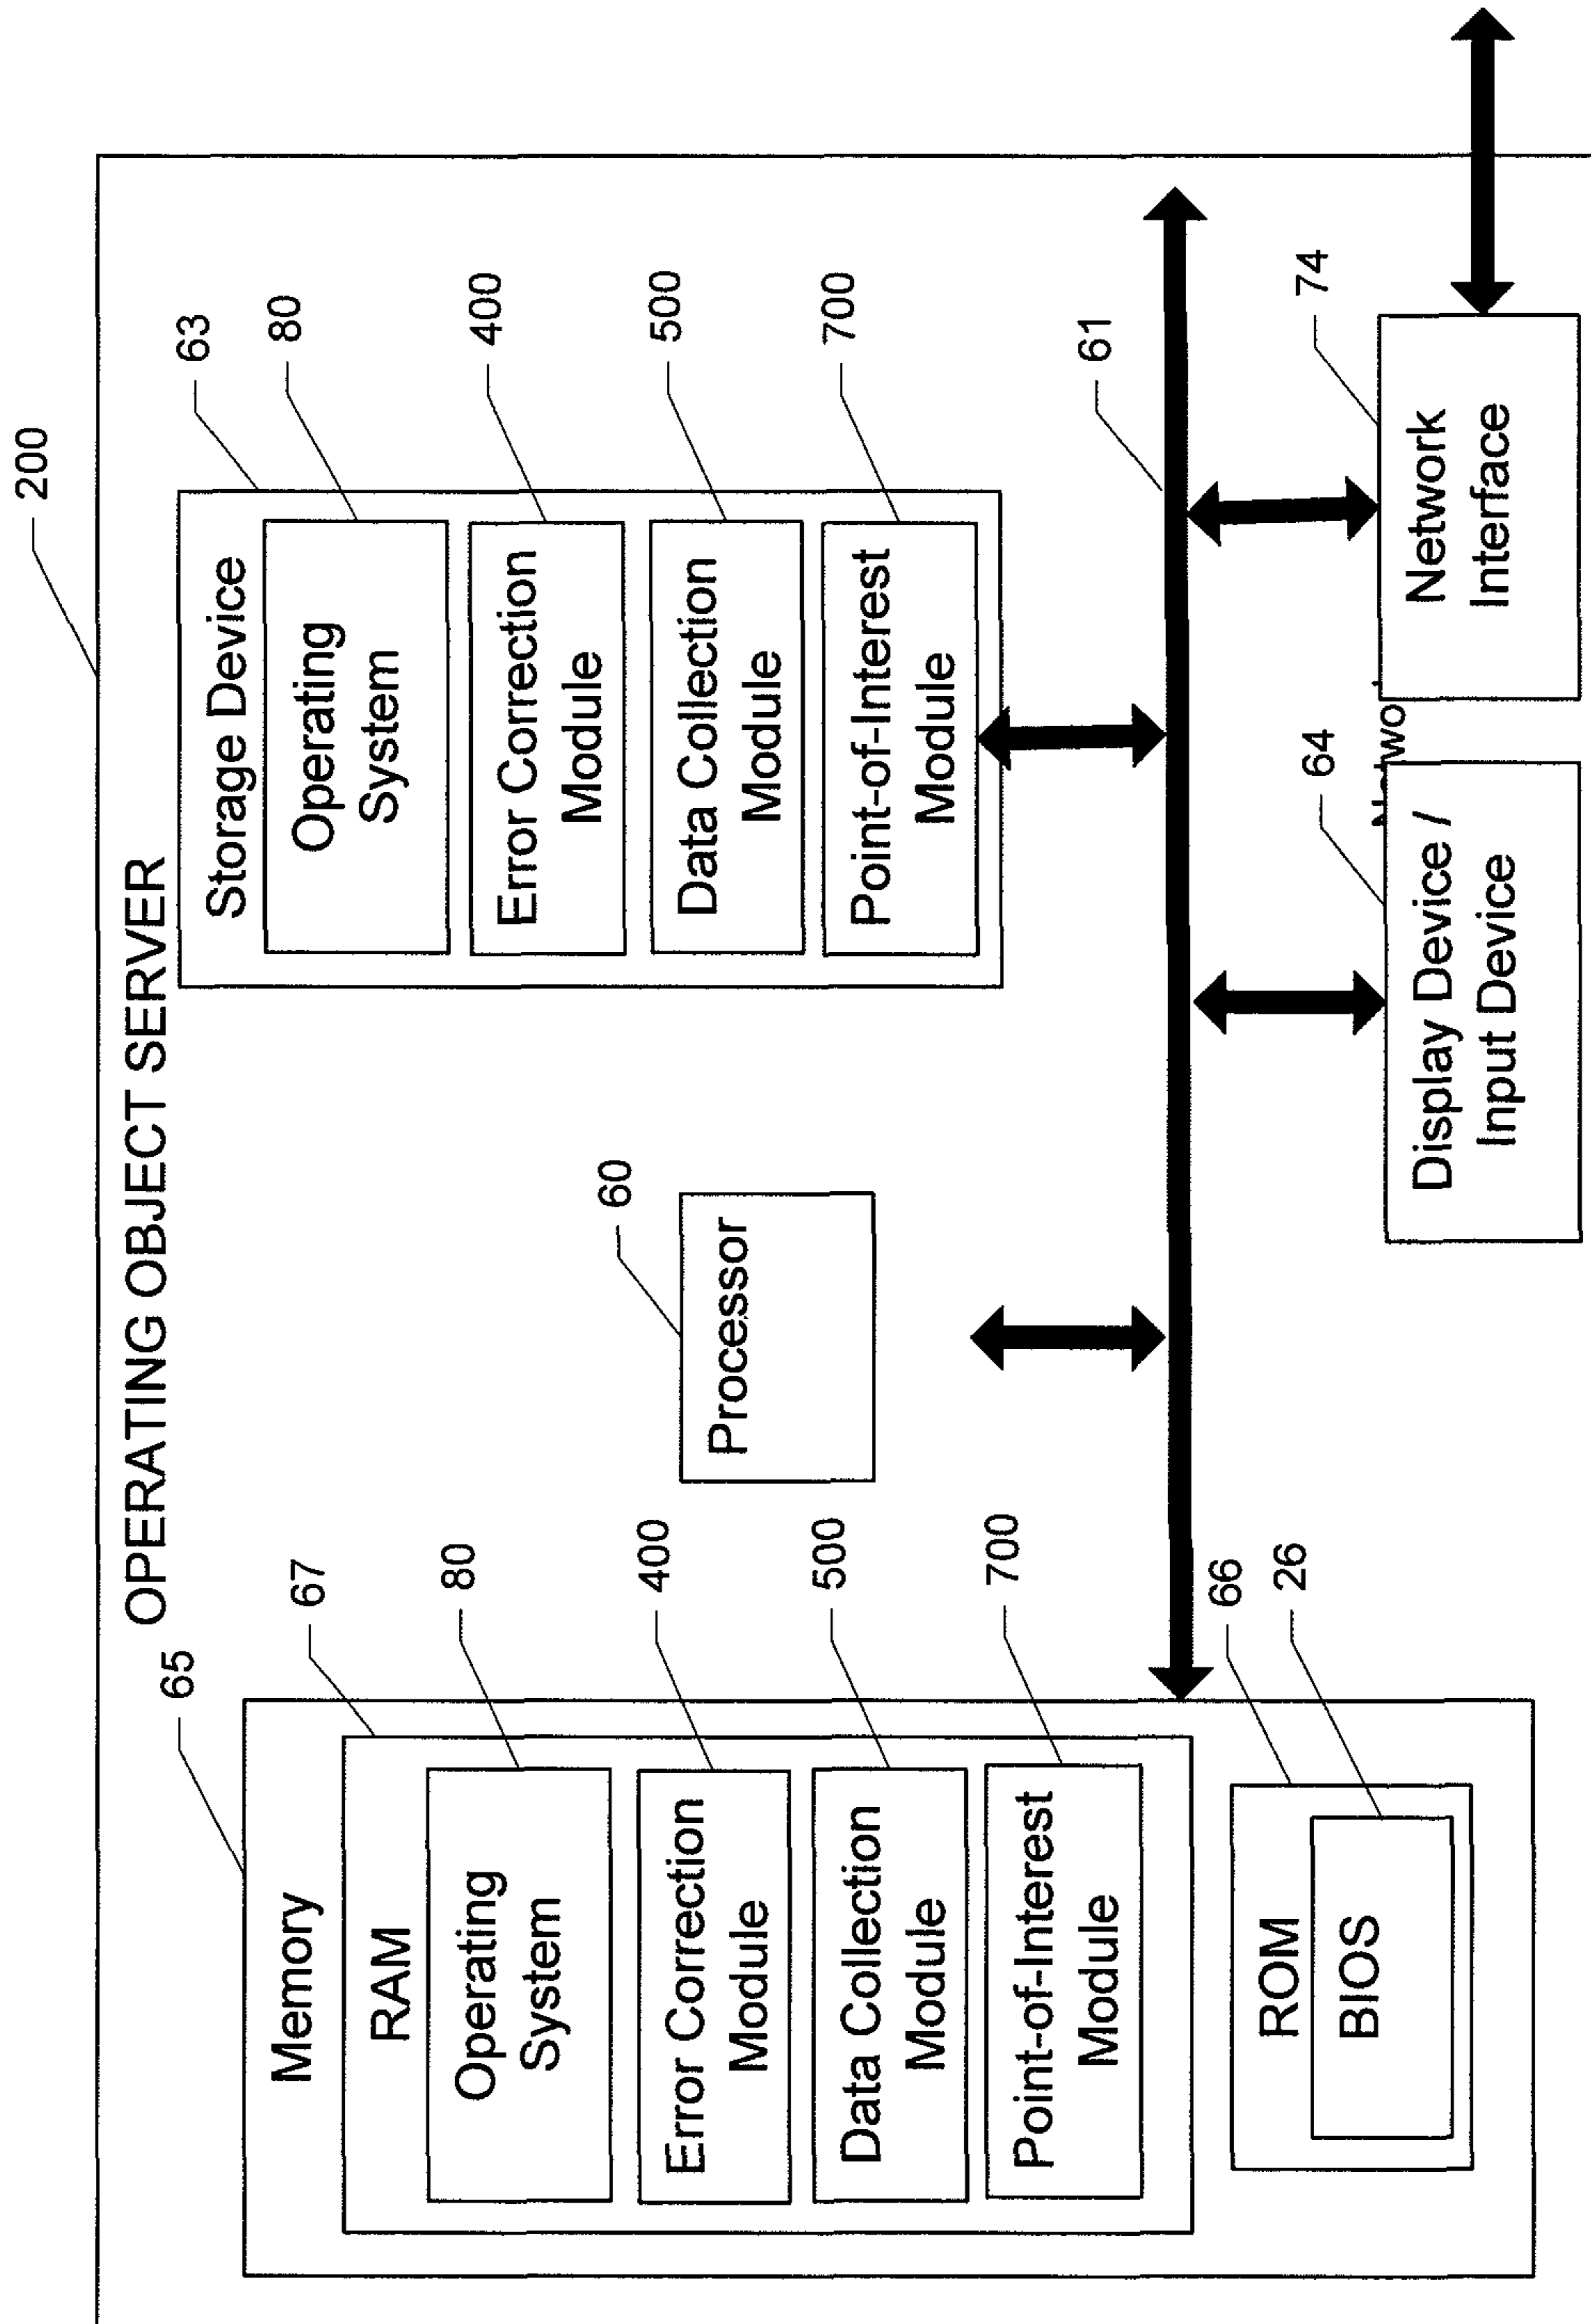 200
OPERATING OBJECT SERVER
65
Memory
67
RAM
80
Operating
System
400
Error Correction
Module
500
Data Collection
Module
700
Point-of-Interest
Module
66
ROM
26
BIOS
60
Processor
63
Storage Device
80
Operating
System
400
Error Correction
Module
500
Data Collection
Module
700
Point-of-Interest
Module
61
64
Display Device /
Input Device
74
Network
Interface